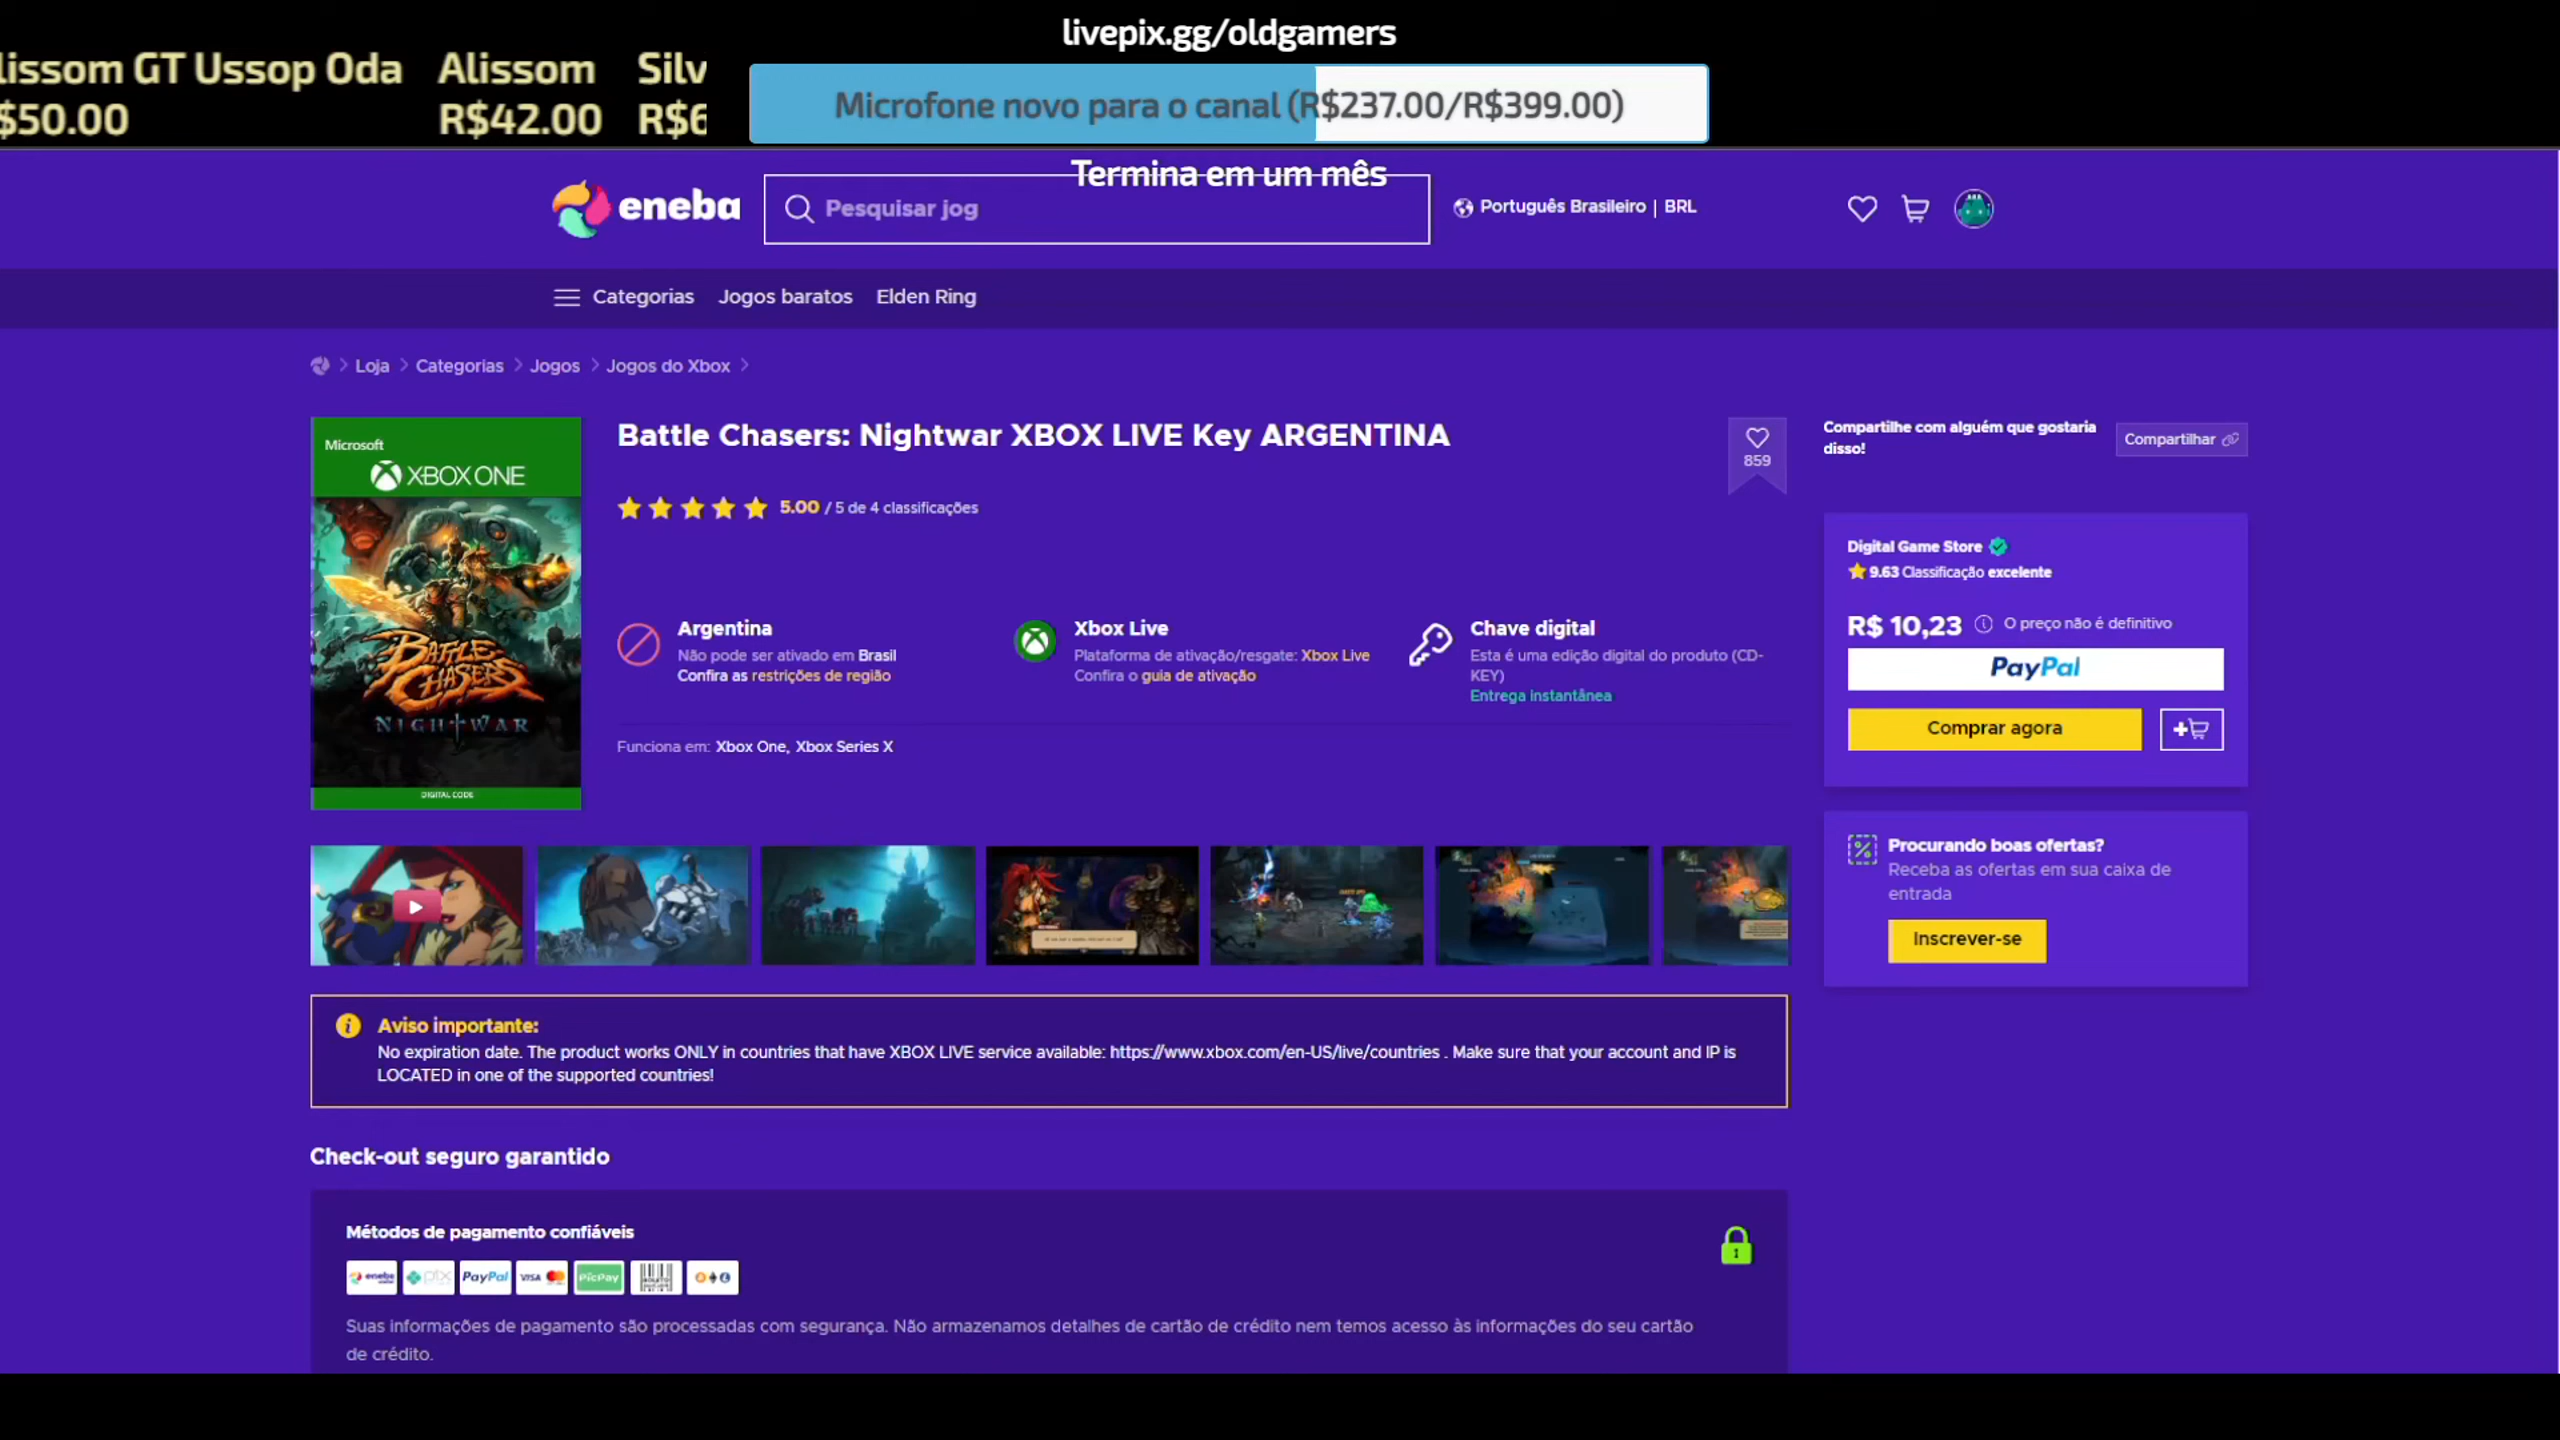 livepix.gg/oldgamers
lissom GT Ussop Oda Alissom Silv
$50.00 R$42.00 R$6
Microfone novo para o canal (R$237.00/R$399.00)
Termina em um mês
eneba
Pesquisar jog
Português Brasileiro | BRL
Categorias Jogos baratos Elden Ring
Loja > Categorias > Jogos > Jogos do Xbox >
Microsoft
XBOX ONE
BATTLE
CHASERS
NIGHTWAR
DIGITAL CODE
Battle Chasers: Nightwar XBOX LIVE Key ARGENTINA
859
5.00 / 5 de 4 classificações
Argentina
Não pode ser ativado em Brasil
Confira as restrições de região
Xbox Live
Plataforma de ativação/resgate: Xbox Live
Confira o guia de ativação
Chave digital
Esta é uma edição digital do produto (CD-
KEY)
Entrega instantânea
Funciona em: Xbox One, Xbox Series X
Compartilhe com alguém que gostaria
disso!
Compartilhar
Digital Game Store
9.63 Classificação excelente
R$ 10,23 O preço não é definitivo
PayPal
Comprar agora
Procurando boas ofertas?
Receba as ofertas em sua caixa de
entrada
Inscrever-se
Aviso importante:
No expiration date. The product works ONLY in countries that have XBOX LIVE service available: https://www.xbox.com/en-US/live/countries . Make sure that your account and IP is
LOCATED in one of the supported countries!
Check-out seguro garantido
Métodos de pagamento confiáveis
eneba pix PayPal VISA PicPay BOLETO
Suas informações de pagamento são processadas com segurança. Não armazenamos detalhes de cartão de crédito nem temos acesso às informações do seu cartão
de crédito.